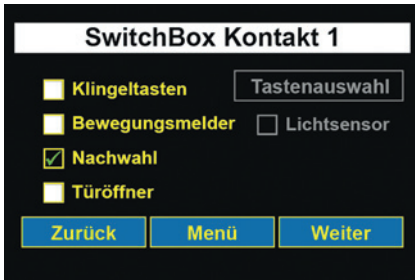 SwitchBox Kontakt 1
Klingeltasten Tastenauswahl
Bewegungsmelder Lichtsensor
Nachwahl
Türöffner
Zurück Menü Weiter